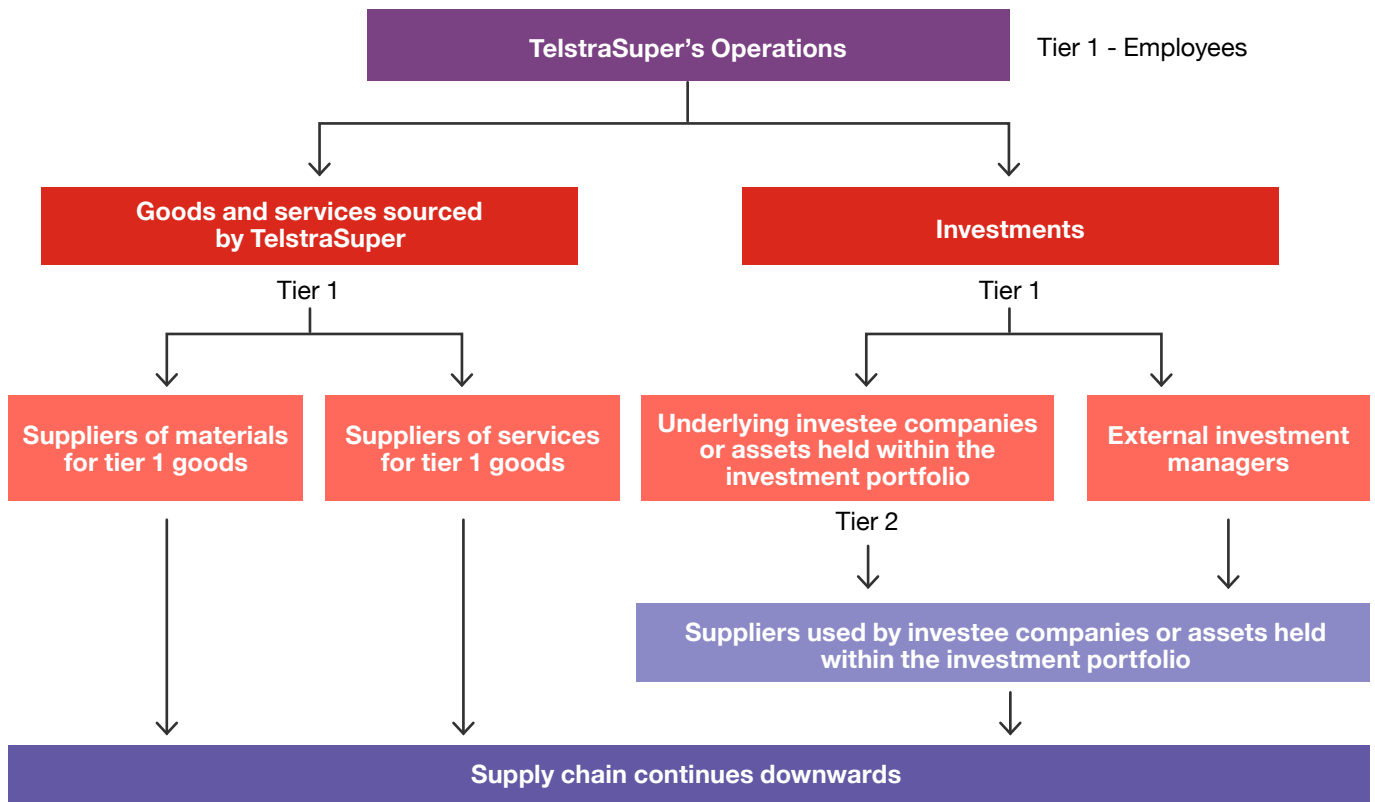 TelstraSuper’s Operations
Tier 1 - Employees
Goods and services sourced
by TelstraSuper
Investments
Tier 1
Tier 1
Suppliers of materials
for tier 1 goods
Suppliers of services
for tier 1 goods
Underlying investee companies
or assets held within the
investment portfolio
External investment
managers
Tier 2
Suppliers used by investee companies or assets held
within the investment portfolio
Supply chain continues downwards